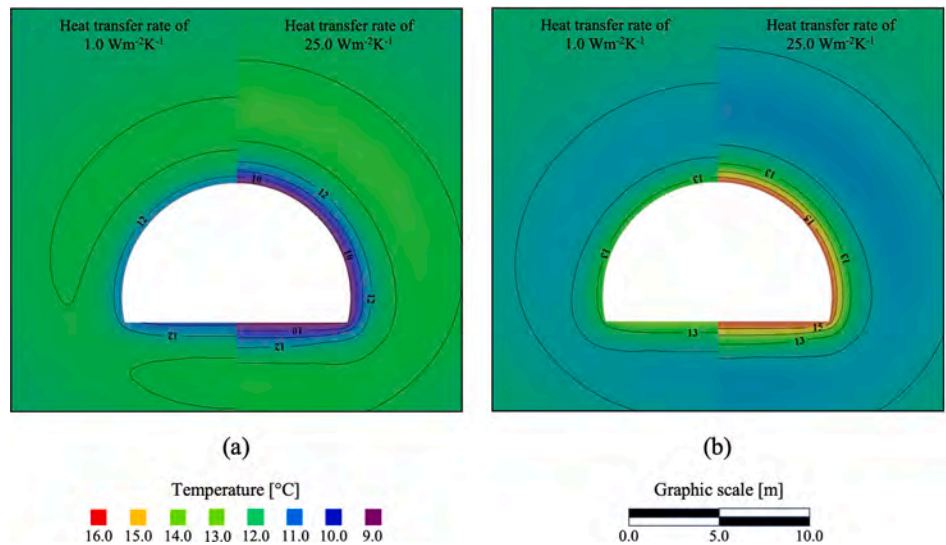 Heat transfer rate of
1.0 Wm⁻²K⁻¹
Heat transfer rate of
25.0 Wm⁻²K⁻¹
10
12
12
10
12
10
12
12
Heat transfer rate of
1.0 Wm⁻²K⁻¹
Heat transfer rate of
25.0 Wm⁻²K⁻¹
13
13
13
13
13
15
13
13
(a)
(b)
Temperature [°C]
16.0 15.0 14.0 13.0 12.0 11.0 10.0 9.0
Graphic scale [m]
0.0 5.0 10.0